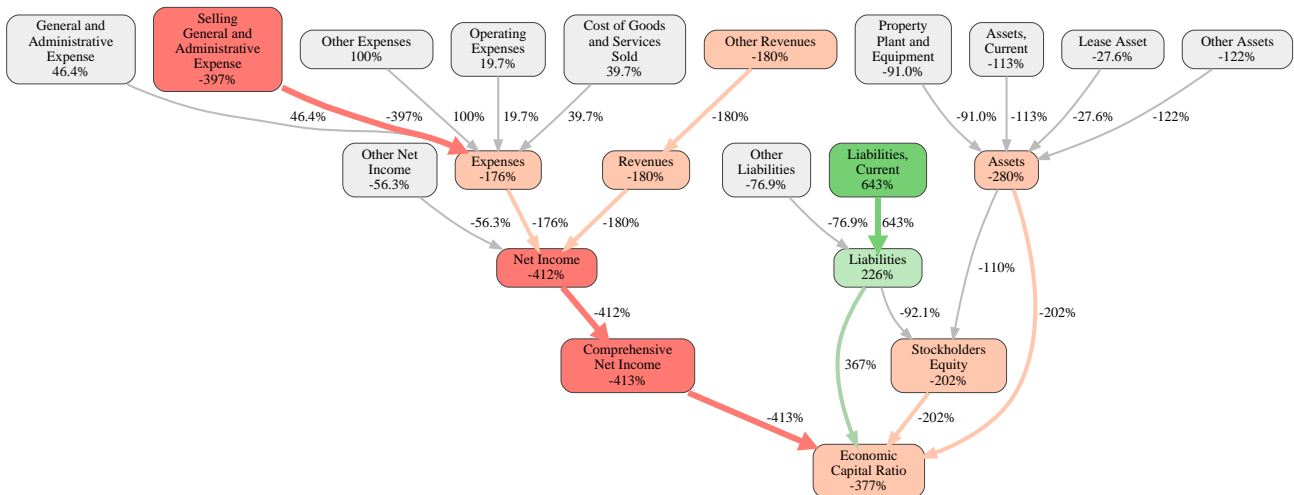 General and
Administrative
Expense
46.4%
Selling
General and
Administrative
Expense
-397%
Other Expenses
100%
Operating
Expenses
19.7%
Cost of Goods
and Services
Sold
39.7%
Other Revenues
-180%
Property
Plant and
Equipment
-91.0%
Assets,
Current
-113%
Lease Asset
-27.6%
Other Assets
-122%
46.4%
-397%
100%
19.7%
39.7%
-180%
-91.0%
-113%
-27.6%
-122%
Other Net
Income
-56.3%
Expenses
-176%
Revenues
-180%
Other
Liabilities
-76.9%
Liabilities,
Current
643%
Assets
-280%
-56.3%
-176%
-180%
-76.9%
643%
Net Income
-412%
Liabilities
226%
-110%
-412%
-92.1%
-202%
Comprehensive
Net Income
-413%
367%
Stockholders
Equity
-202%
-413%
-202%
Economic
Capital Ratio
-377%